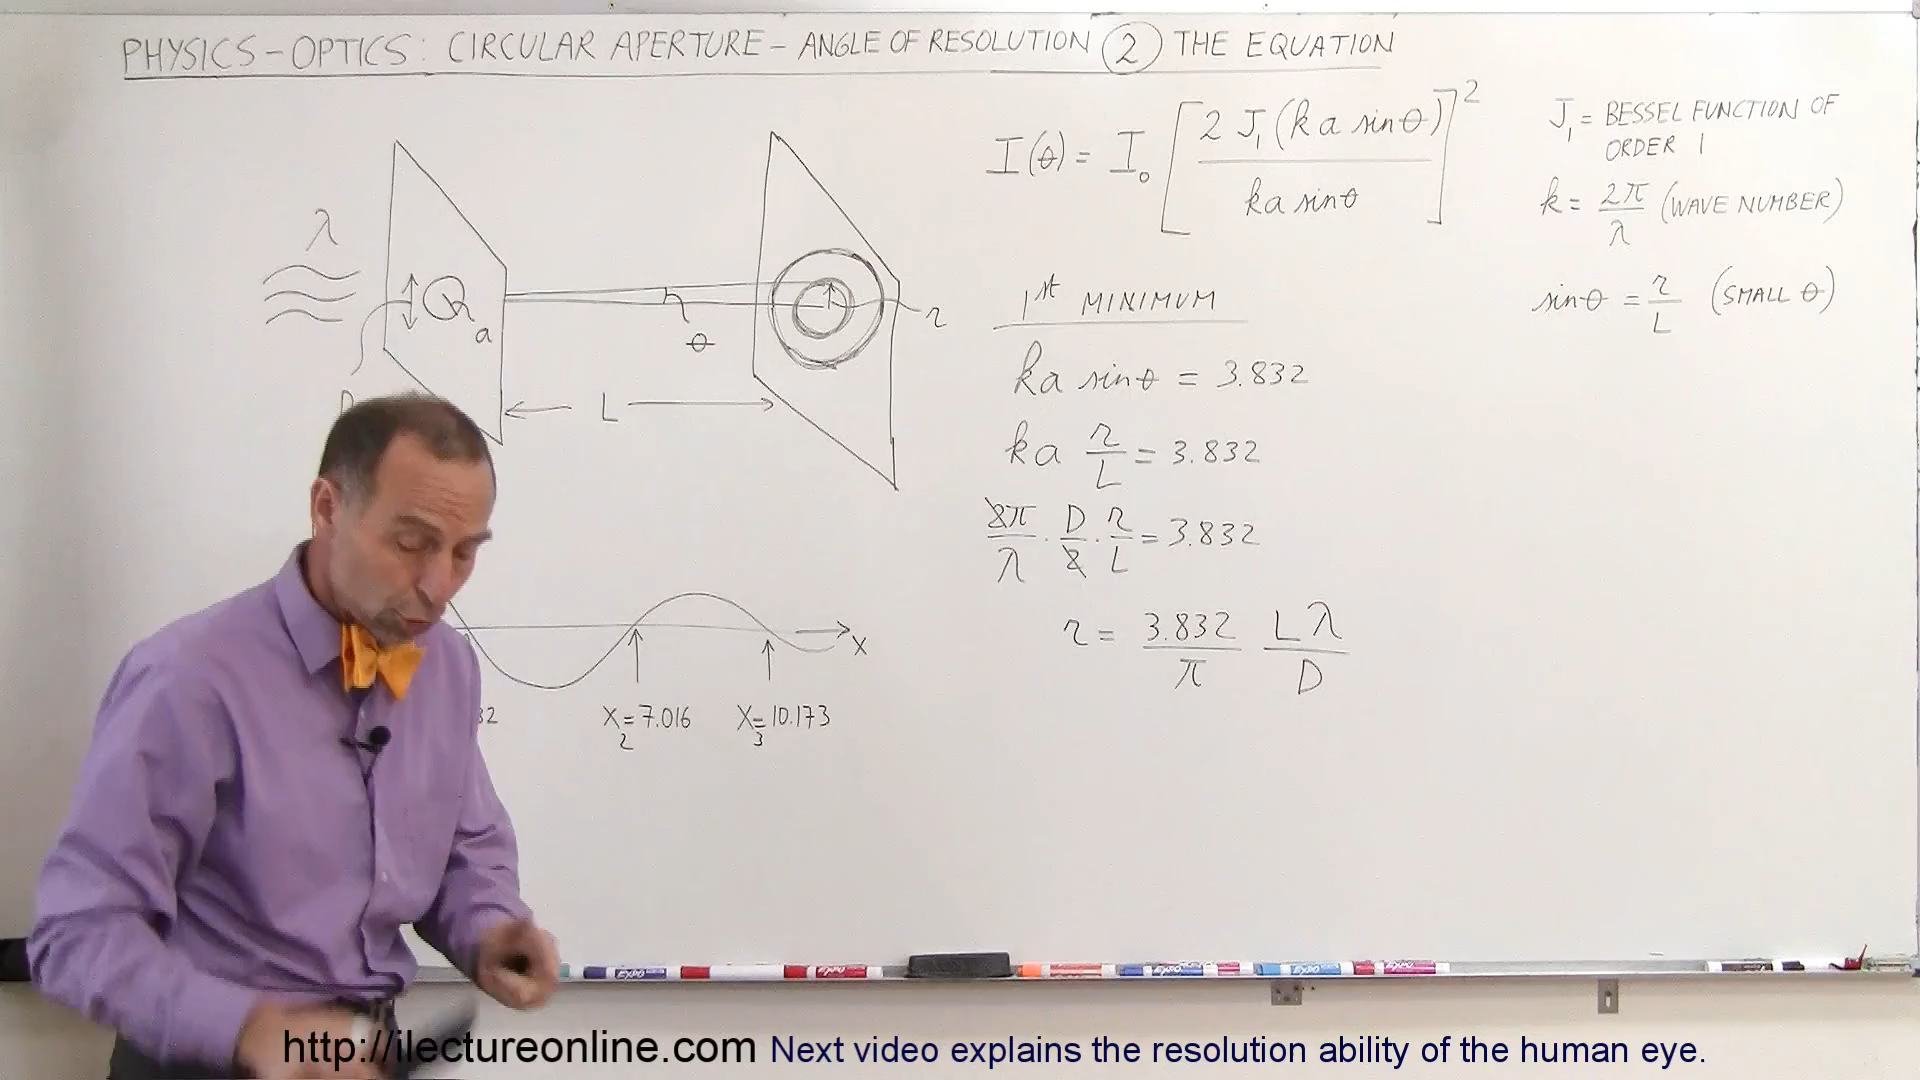 PHYSICS-OPTICS: CIRCULAR APERTURE - ANGLE OF RESOLUTION ② THE EQUATION
λ
a
θ
r
L
I(θ) = I₀ [2 J₁(ka sinθ) / ka sinθ]²
J₁ = BESSEL FUNCTION OF
ORDER 1
k = 2π/λ (WAVE NUMBER)
sinθ = r/L (SMALL θ)
1st MINIMUM
ka sinθ = 3.832
ka r/L = 3.832
2π/λ · D/2 · r/L = 3.832
r = 3.832/π Lλ/D
X
32
X₂=7.016
X₃=10.173
http://ilectureonline.com Next video explains the resolution ability of the human eye.